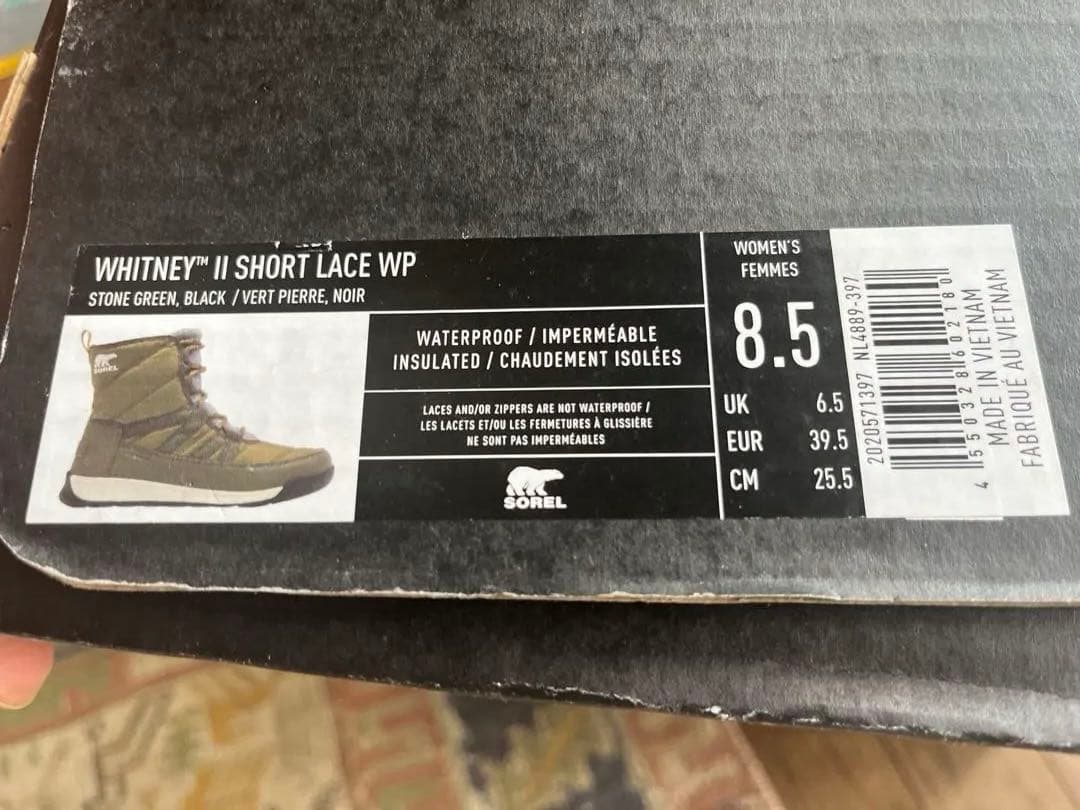 WHITNEY™ II SHORT LACE WP
STONE GREEN, BLACK / VERT PIERRE, NOIR
SOREL
WATERPROOF / IMPERMÉABLE
INSULATED / CHAUDEMENT ISOLÉES
LACES AND/OR ZIPPERS ARE NOT WATERPROOF /
LES LACETS ET/OU LES FERMETURES À GLISSIÈRE
NE SONT PAS IMPERMÉABLES
SOREL
WOMEN'S
FEMMES
8.5
UK 6.5
EUR 39.5
CM 25.5
2020571397 NL4889-397
4 550328 602180
MADE IN VIETNAM
FABRIQUÉ AU VIETNAM